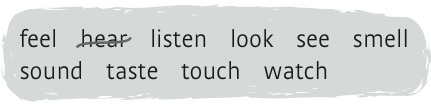 feel hear listen look see smell
sound taste touch watch